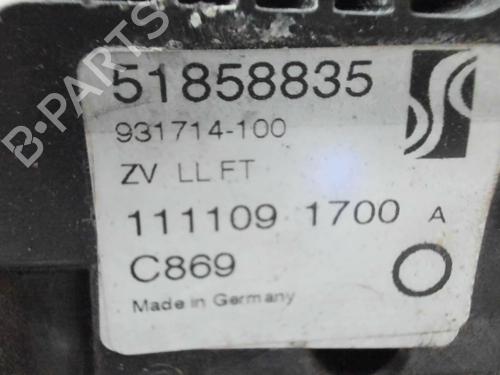 51858835
931714-100
ZV LL FT
111109 1700 A
C869
Made in Germany
B-PARTS